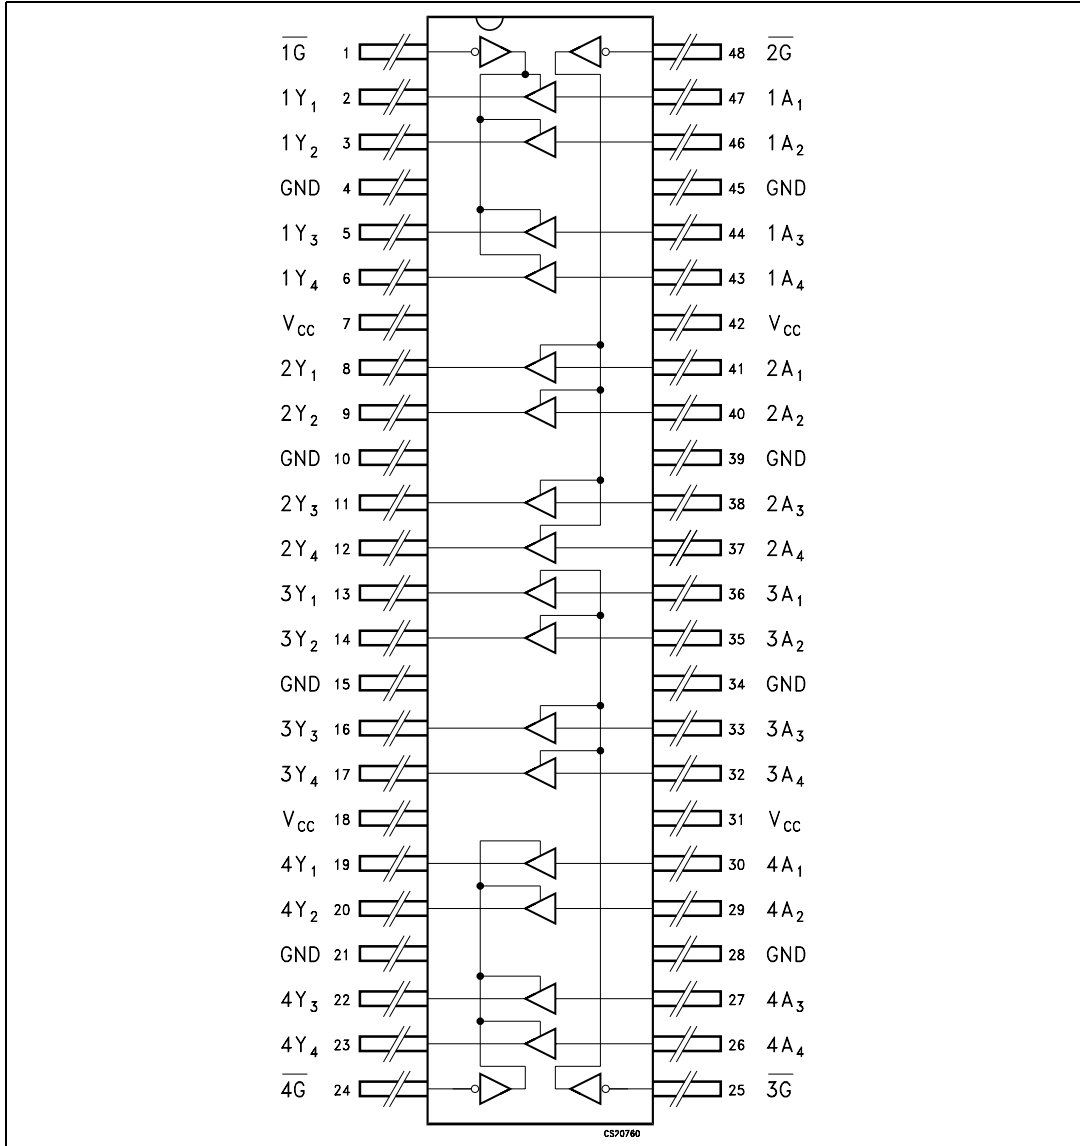 1G 1 48 2G
1Y1 2 47 1A1
1Y2 3 46 1A2
GND 4 45 GND
1Y3 5 44 1A3
1Y4 6 43 1A4
VCC 7 42 VCC
2Y1 8 41 2A1
2Y2 9 40 2A2
GND 10 39 GND
2Y3 11 38 2A3
2Y4 12 37 2A4
3Y1 13 36 3A1
3Y2 14 35 3A2
GND 15 34 GND
3Y3 16 33 3A3
3Y4 17 32 3A4
VCC 18 31 VCC
4Y1 19 30 4A1
4Y2 20 29 4A2
GND 21 28 GND
4Y3 22 27 4A3
4Y4 23 26 4A4
4G 24 25 3G
CS20760